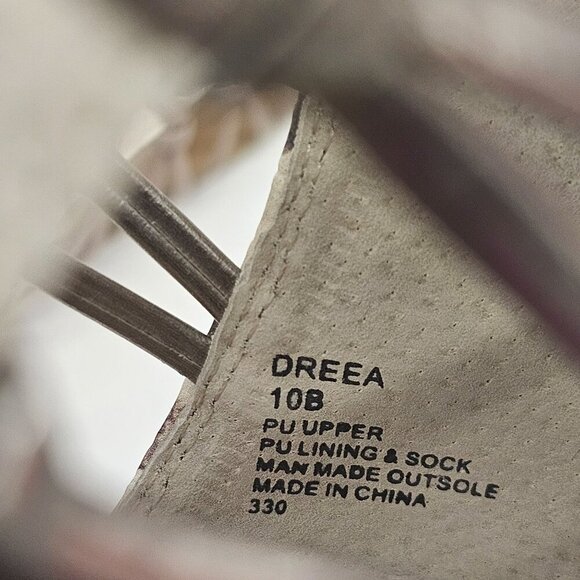 DREEA
10B
PU UPPER
PU LINING & SOCK
MAN MADE OUTSOLE
MADE IN CHINA
330